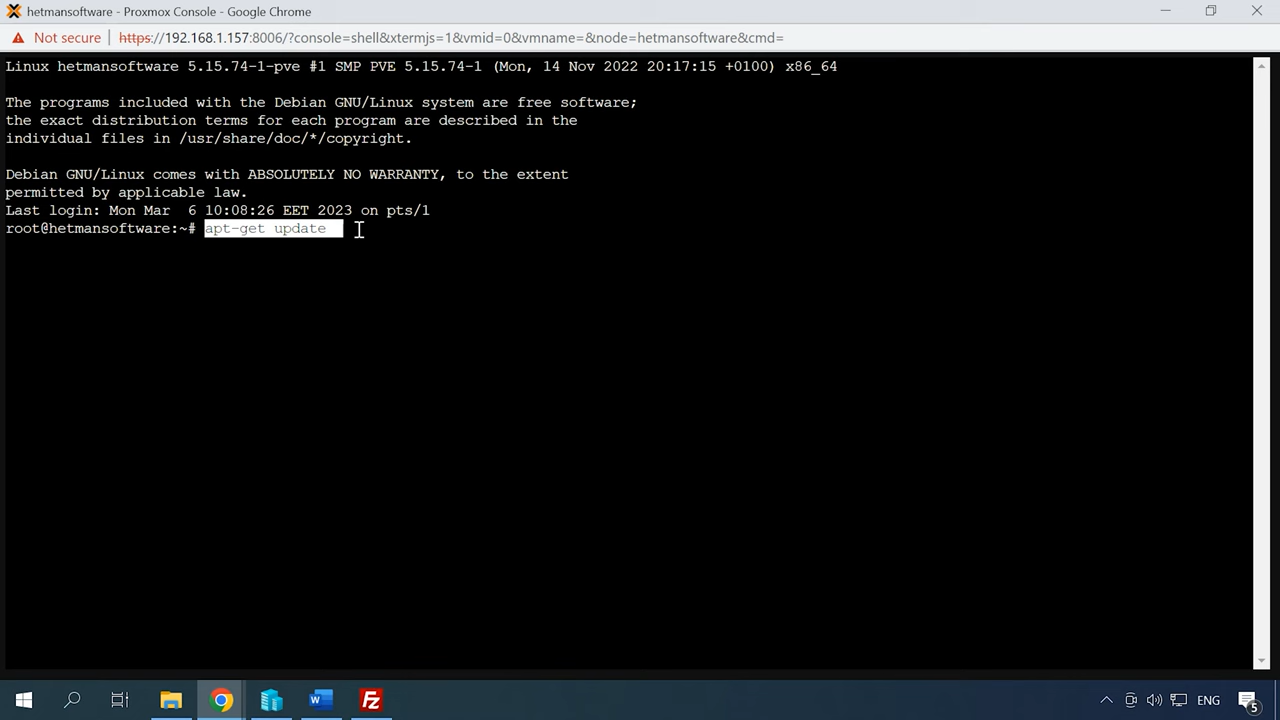 hetmansoftware - Proxmox Console - Google Chrome
Not secure | https://192.168.1.157:8006/?console=shell&xtermjs=1&vmid=0&vmname=&node=hetmansoftware&cmd=
Linux hetmansoftware 5.15.74-1-pve #1 SMP PVE 5.15.74-1 (Mon, 14 Nov 2022 20:17:15 +0100) x86_64
The programs included with the Debian GNU/Linux system are free software;
the exact distribution terms for each program are described in the
individual files in /usr/share/doc/*/copyright.
Debian GNU/Linux comes with ABSOLUTELY NO WARRANTY, to the extent
permitted by applicable law.
Last login: Mon Mar  6 10:08:26 EET 2023 on pts/1
root@hetmansoftware:~# apt-get update
W
Fz
ENG
5